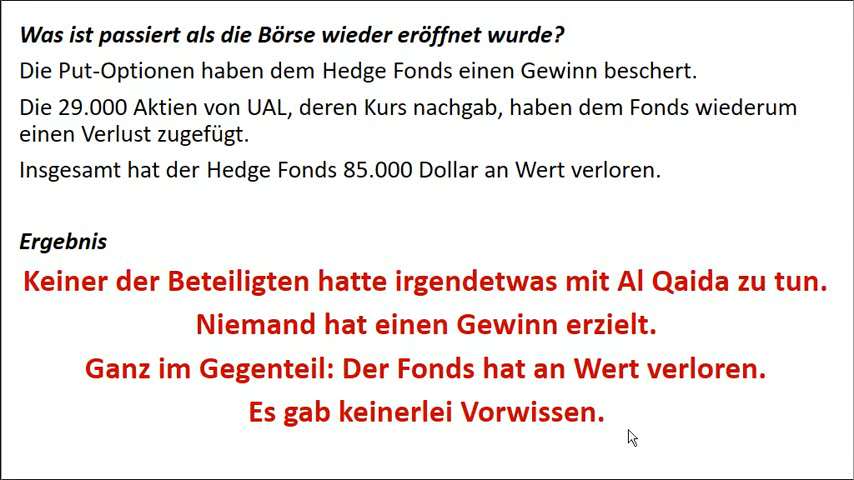 Was ist passiert als die Börse wieder eröffnet wurde?
Die Put-Optionen haben dem Hedge Fonds einen Gewinn beschert.
Die 29.000 Aktien von UAL, deren Kurs nachgab, haben dem Fonds wiederum
einen Verlust zugefügt.
Insgesamt hat der Hedge Fonds 85.000 Dollar an Wert verloren.
Ergebnis
Keiner der Beteiligten hatte irgendetwas mit Al Qaida zu tun.
Niemand hat einen Gewinn erzielt.
Ganz im Gegenteil: Der Fonds hat an Wert verloren.
Es gab keinerlei Vorwissen.